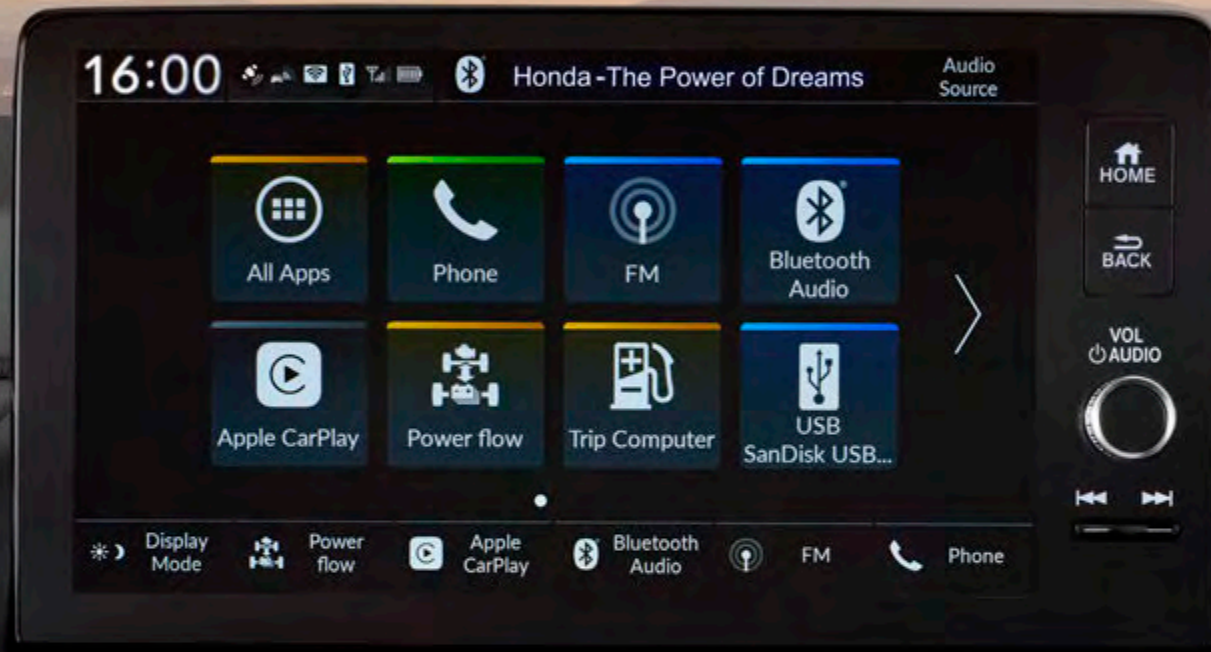 16:00
Honda-The Power of Dreams
Audio
Source
HOME
BACK
VOL
AUDIO
All Apps
Phone
FM
Bluetooth
Audio
Apple CarPlay
Power flow
Trip Computer
USB
SanDisk USB...
Display
Mode
Power
flow
Apple
CarPlay
Bluetooth
Audio
FM
Phone